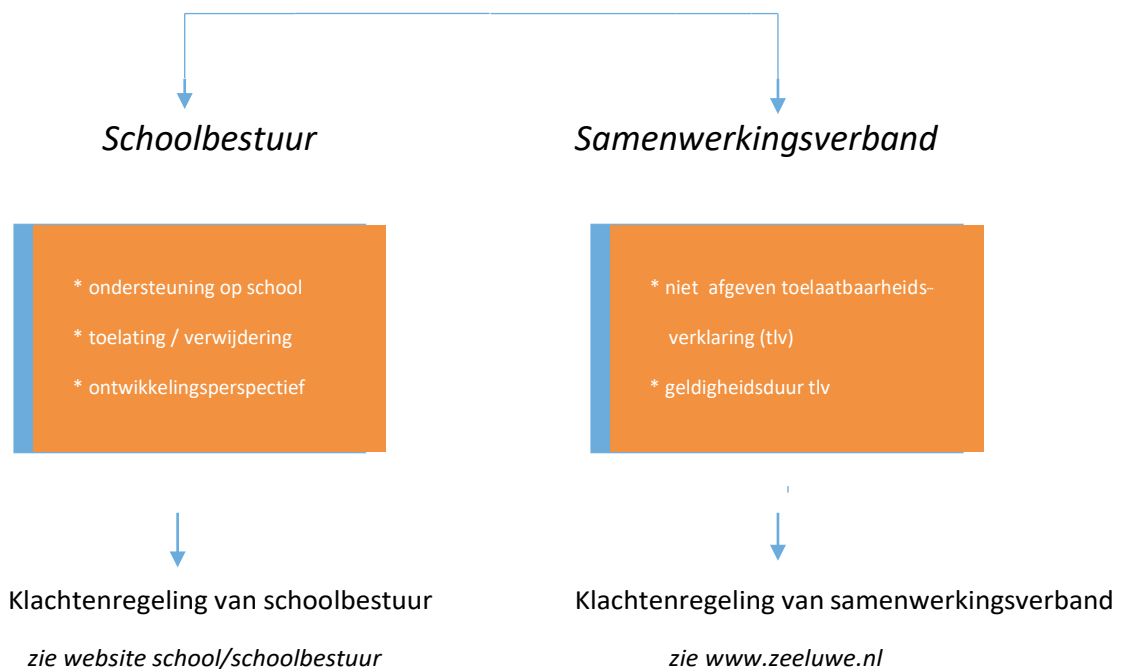 Schoolbestuur
Samenwerkingsverband
* ondersteuning op school
* toelating / verwijdering
* ontwikkelingsperspectief
* niet afgeven toelaatbaarheids-
verklaring (tlv)
* geldigheidsduur tlv
Klachtenregeling van schoolbestuur
zie website school/schoolbestuur
Klachtenregeling van samenwerkingsverband
zie www.zeeluwe.nl